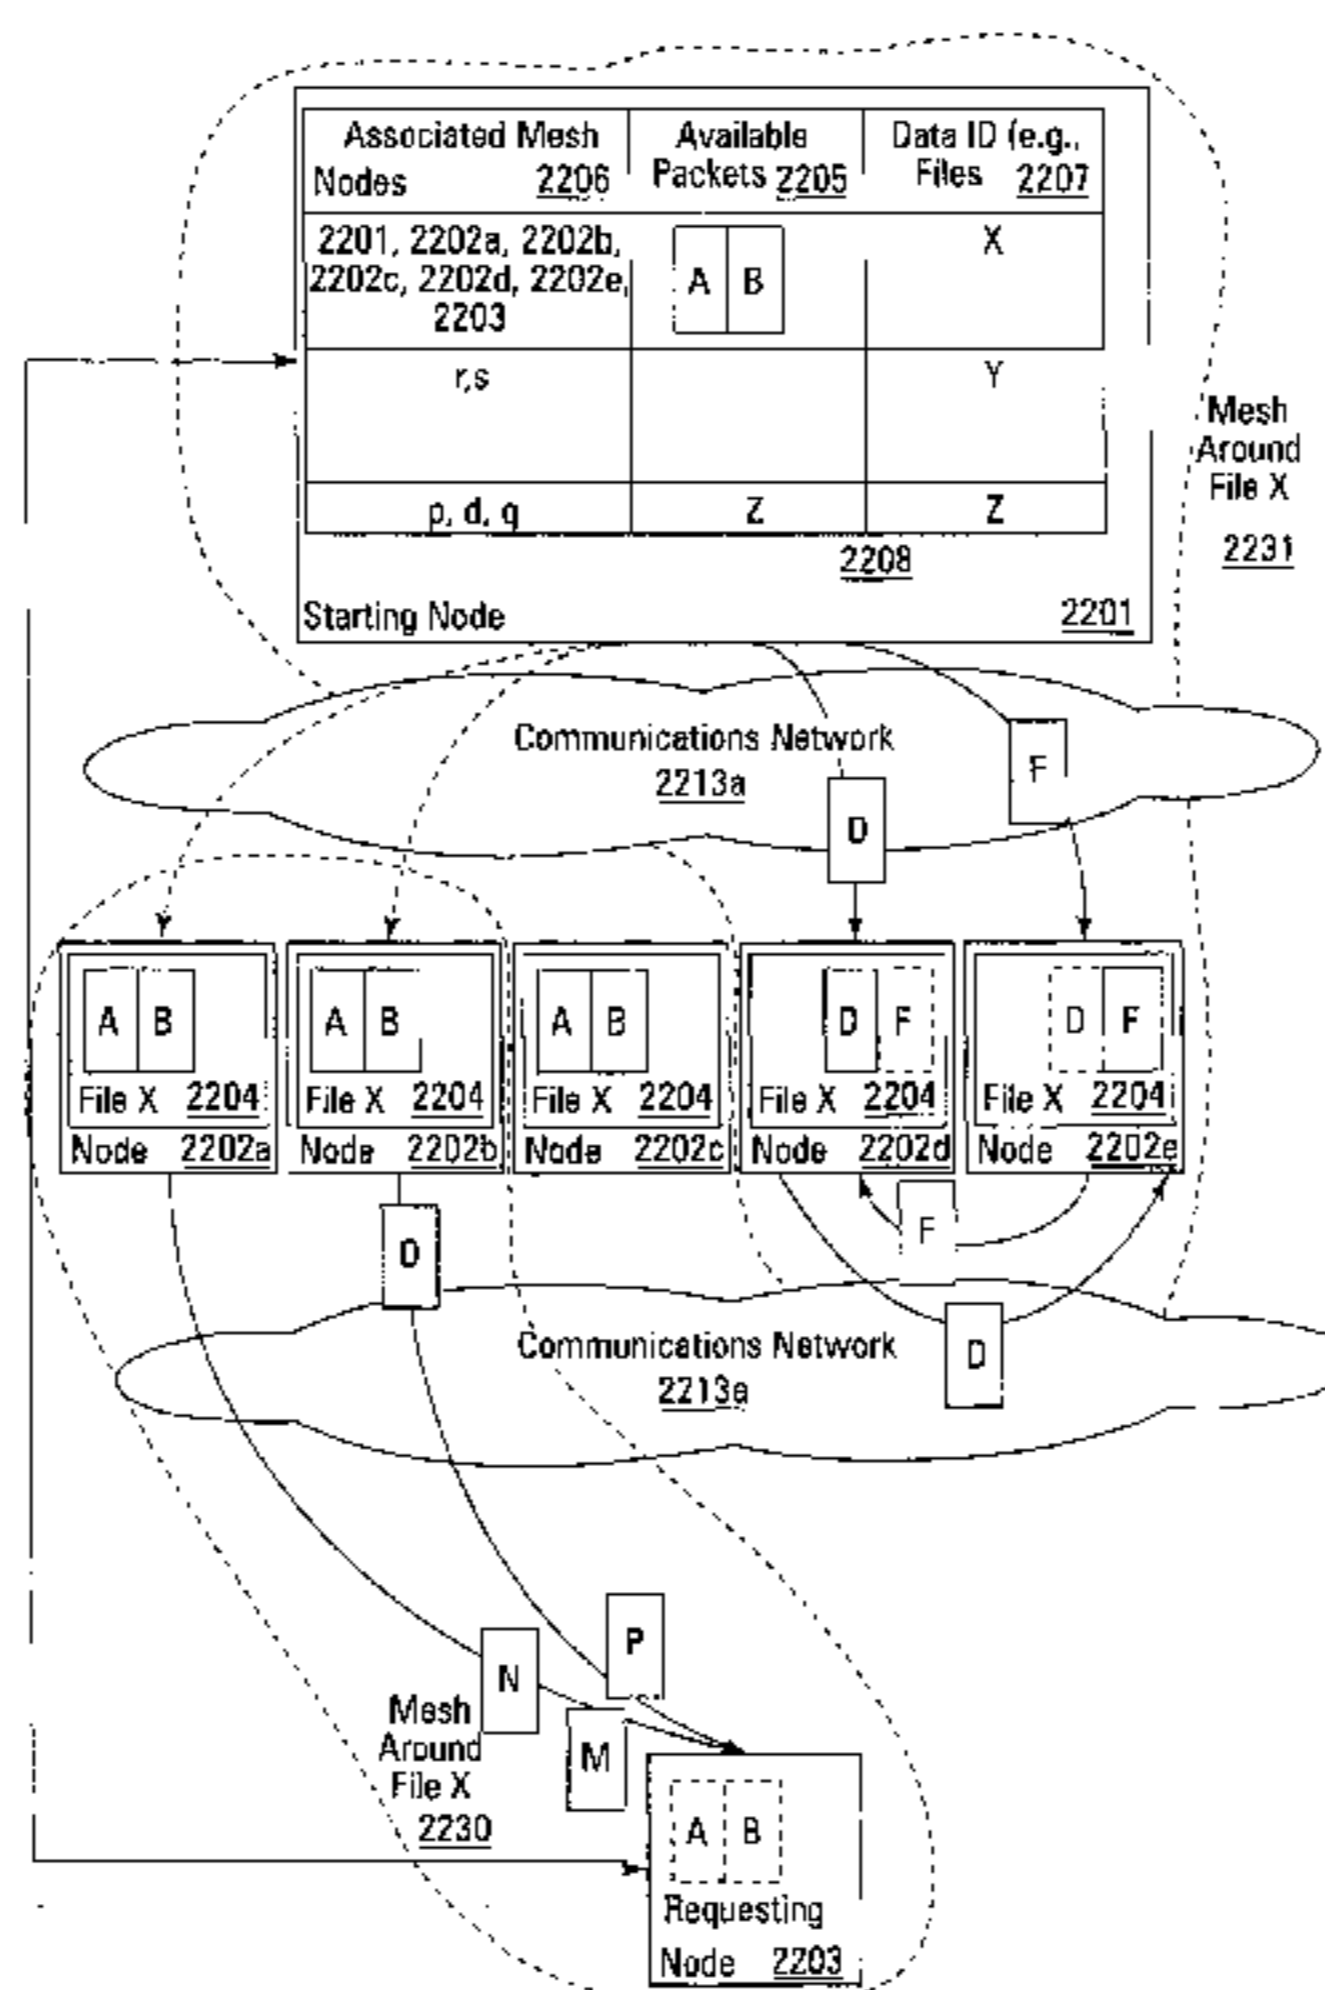 Associated Mesh
Nodes 2206
Available
Packets 2205
Data ID (e.g.,
Files 2207
2201, 2202a, 2202b,
2202c, 2202d, 2202e,
2203
A B
X
r,s
Y
p, d, q
Z
Z
2208
Starting Node
2201
Mesh
Around
File X
2231
Communications Network
2213a
F
D
A B
File X 2204
Node 2202a
A B
File X 2204
Node 2202b
A B
File X 2204
Node 2202c
D F
File X 2204
Node 2202d
D F
File X 2204
Node 2202e
O
F
Communications Network
2213a
D
P
N
M
Mesh
Around
File X
2230
A B
Requesting
Node 2203